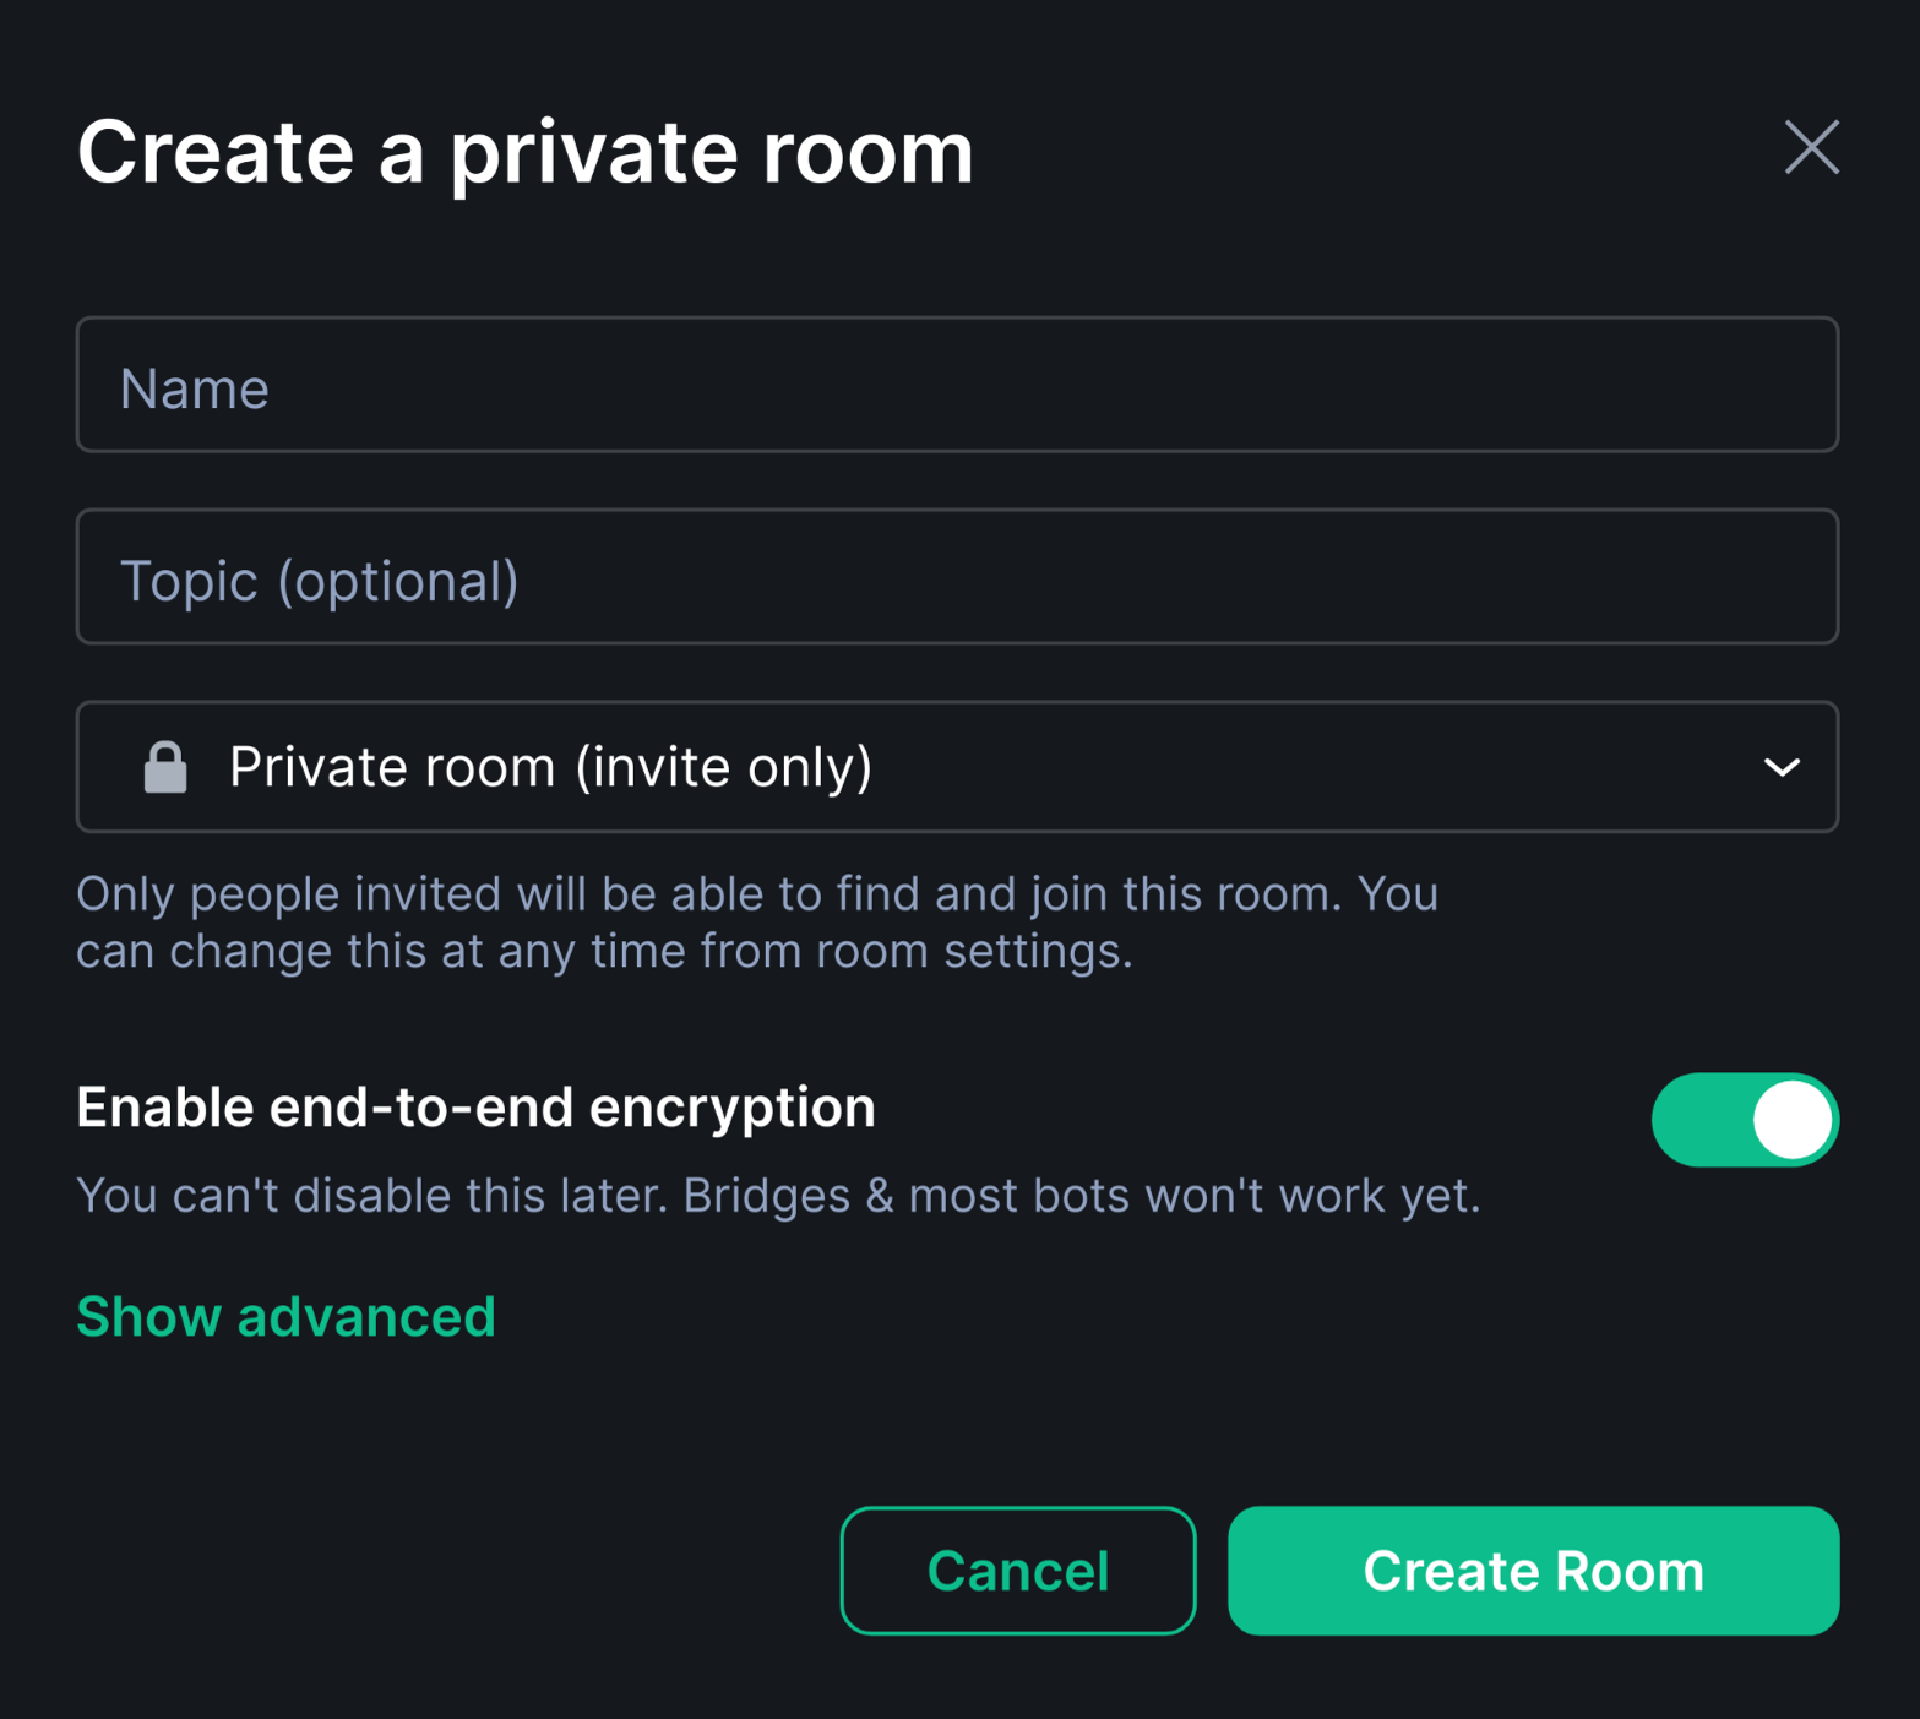 Create a private room
Name
Topic (optional)
Private room (invite only)
Only people invited will be able to find and join this room. You
can change this at any time from room settings.
Enable end-to-end encryption
You can't disable this later. Bridges & most bots won't work yet.
Show advanced
Cancel
Create Room